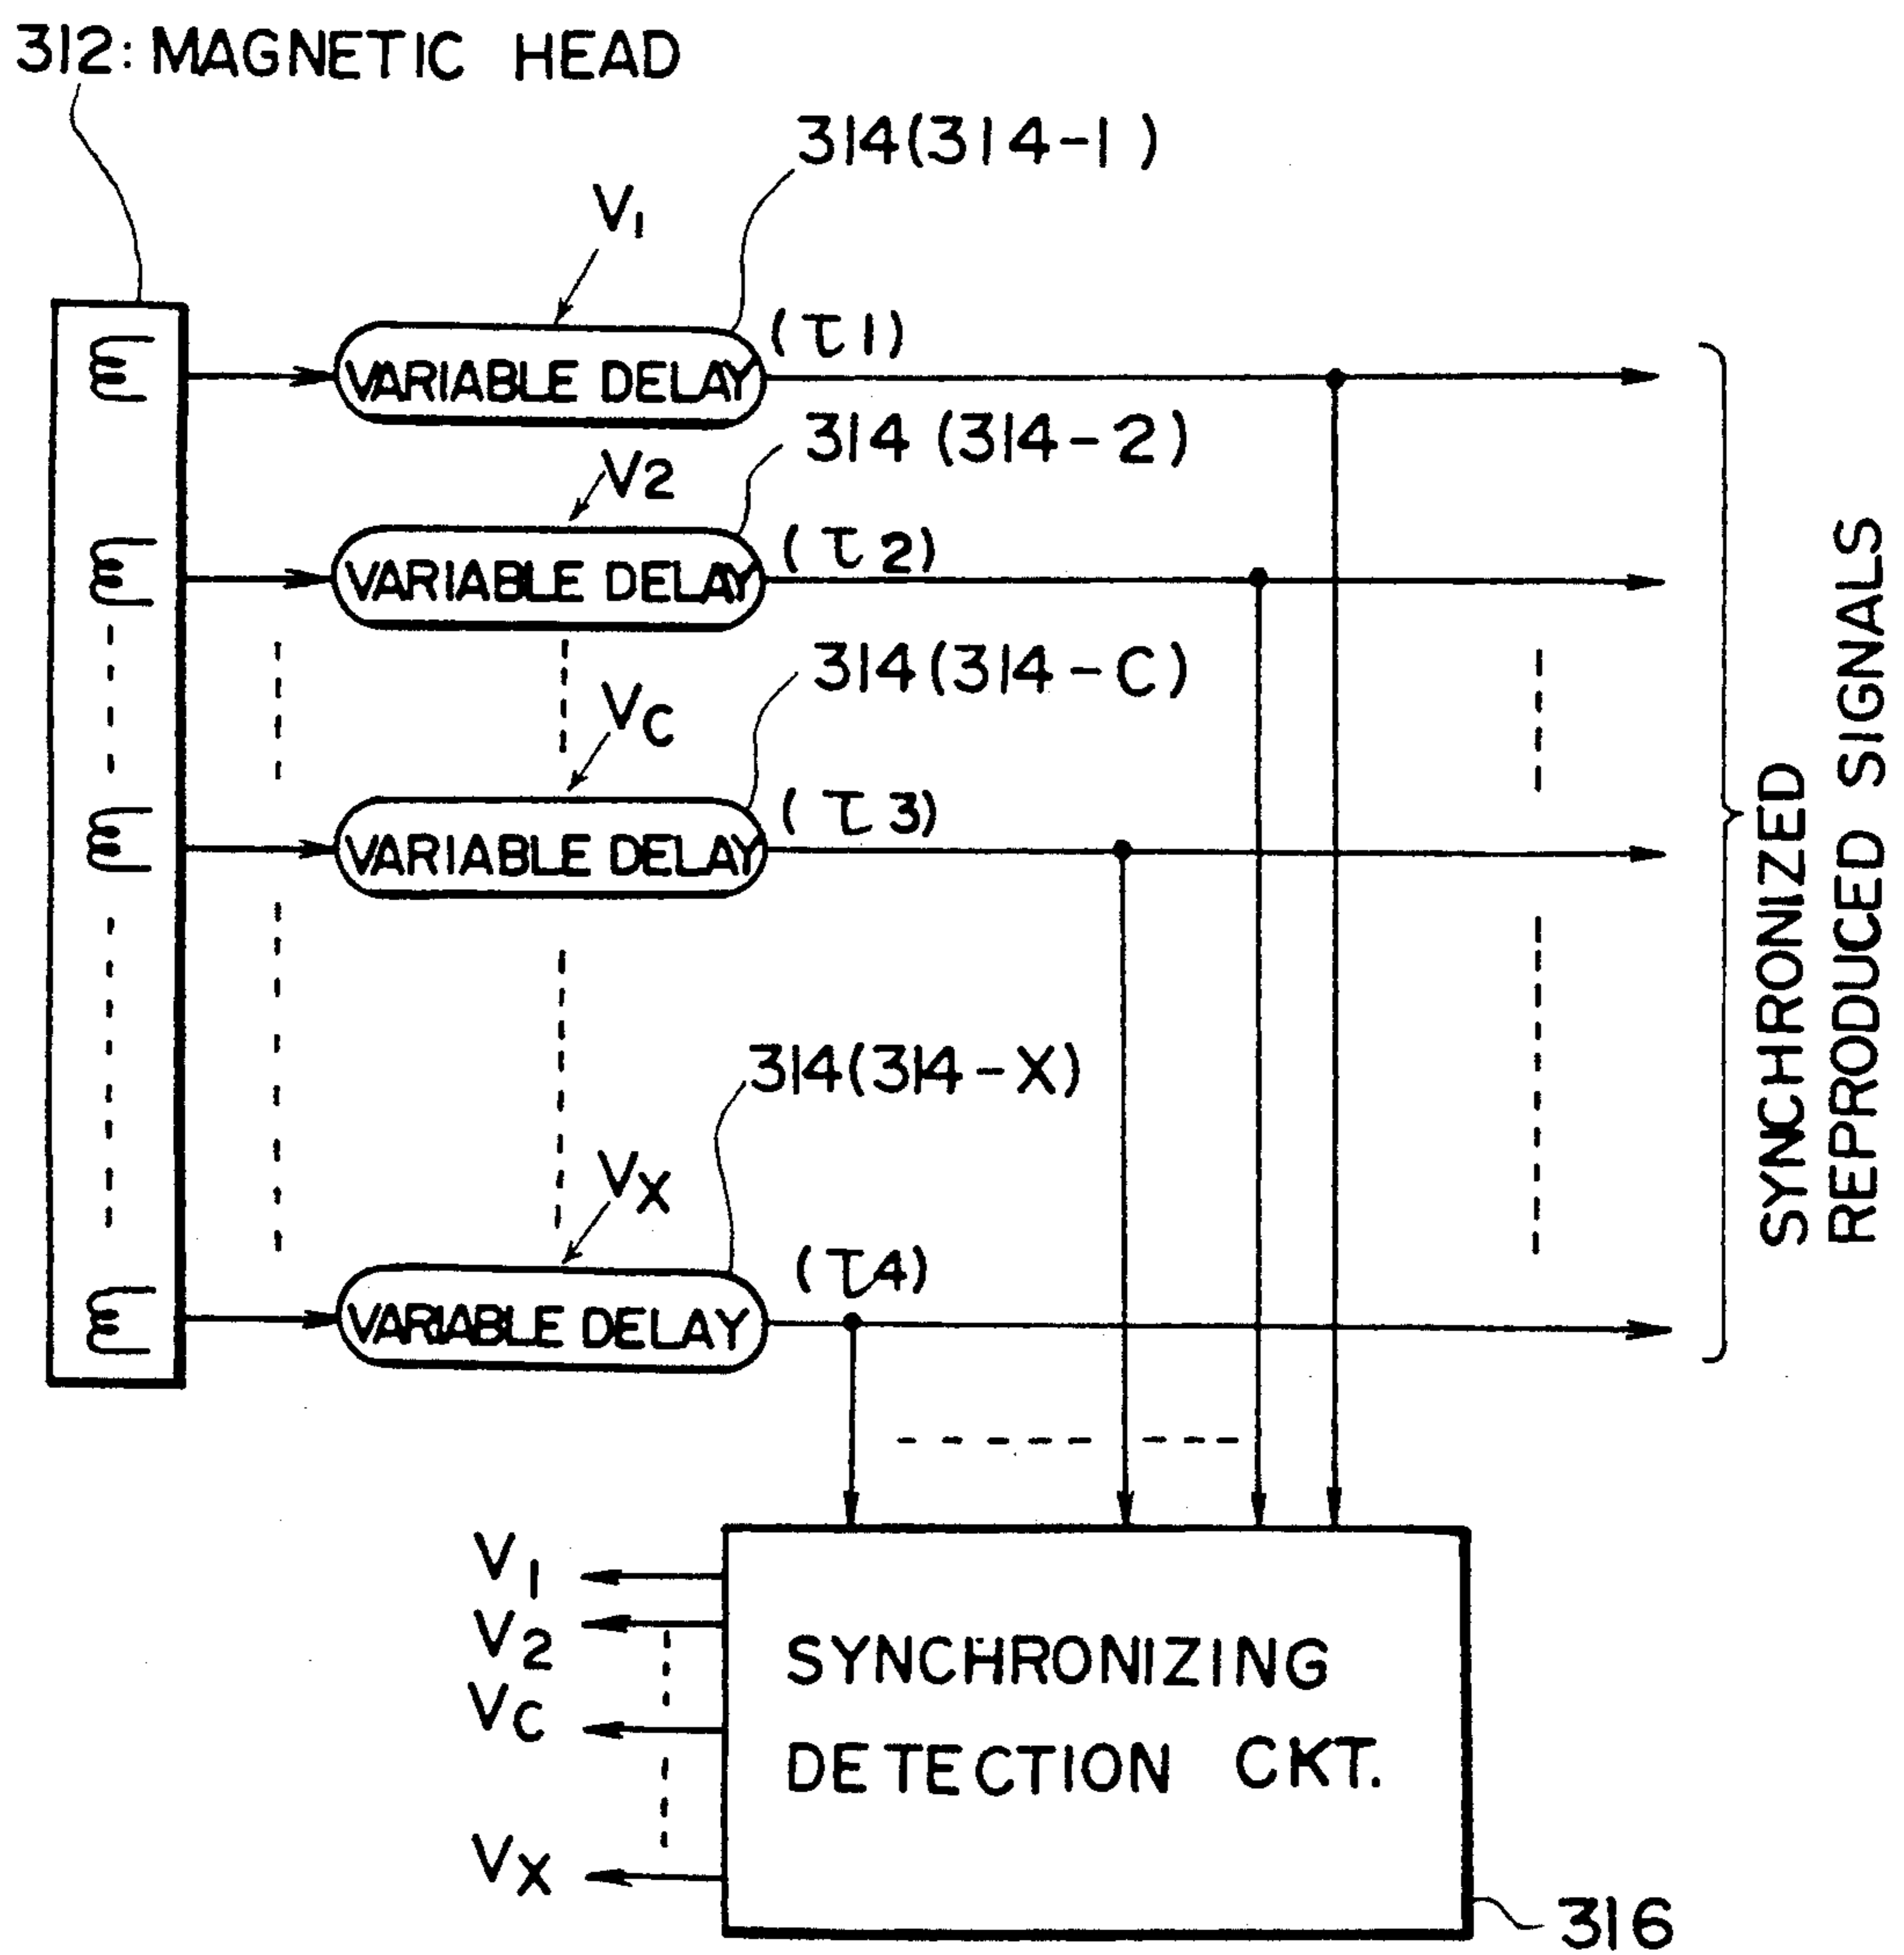 312: MAGNETIC HEAD
314(314-1)
V1
VARIABLE DELAY
(τ1)
314(314-2)
V2
VARIABLE DELAY
(τ2)
314(314-C)
VC
VARIABLE DELAY
(τ3)
314(314-X)
VX
VARIABLE DELAY
(τ4)
SYNCHRONIZED
REPRODUCED SIGNALS
V1
V2
VC
VX
SYNCHRONIZING
DETECTION CKT.
316